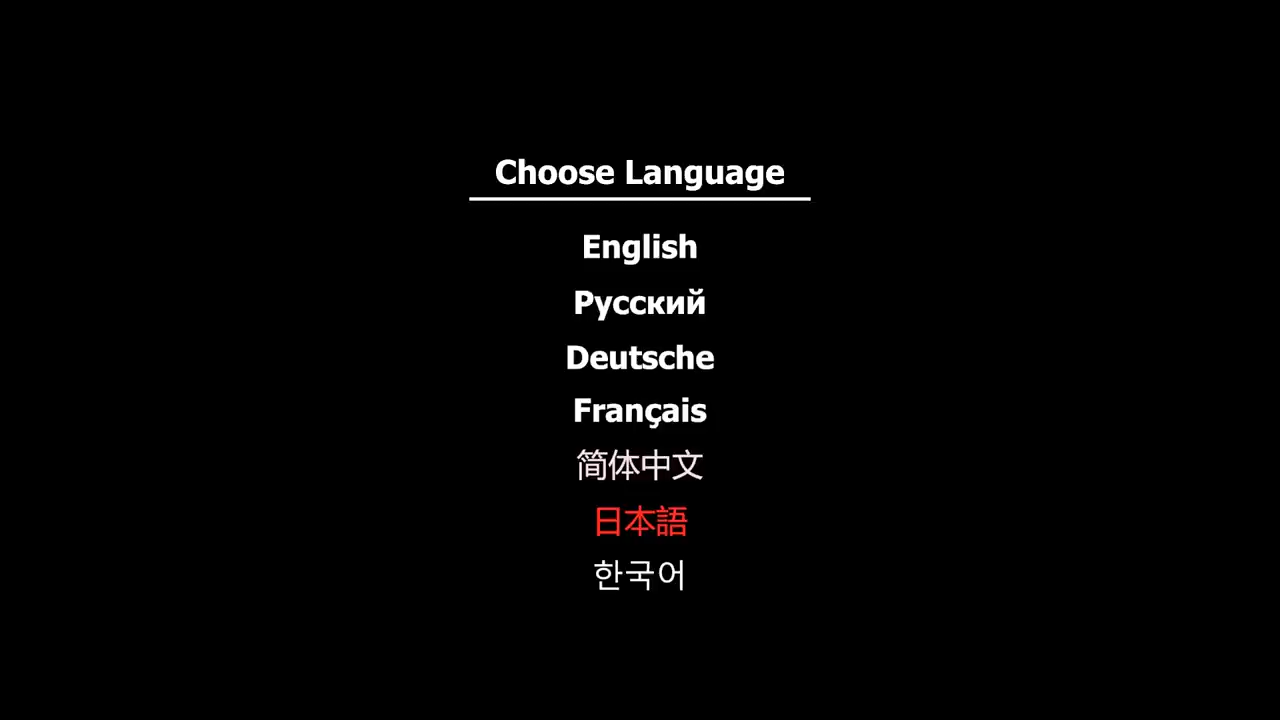 Choose Language
English
Русский
Deutsche
Français
简体中文
日本語
한국어